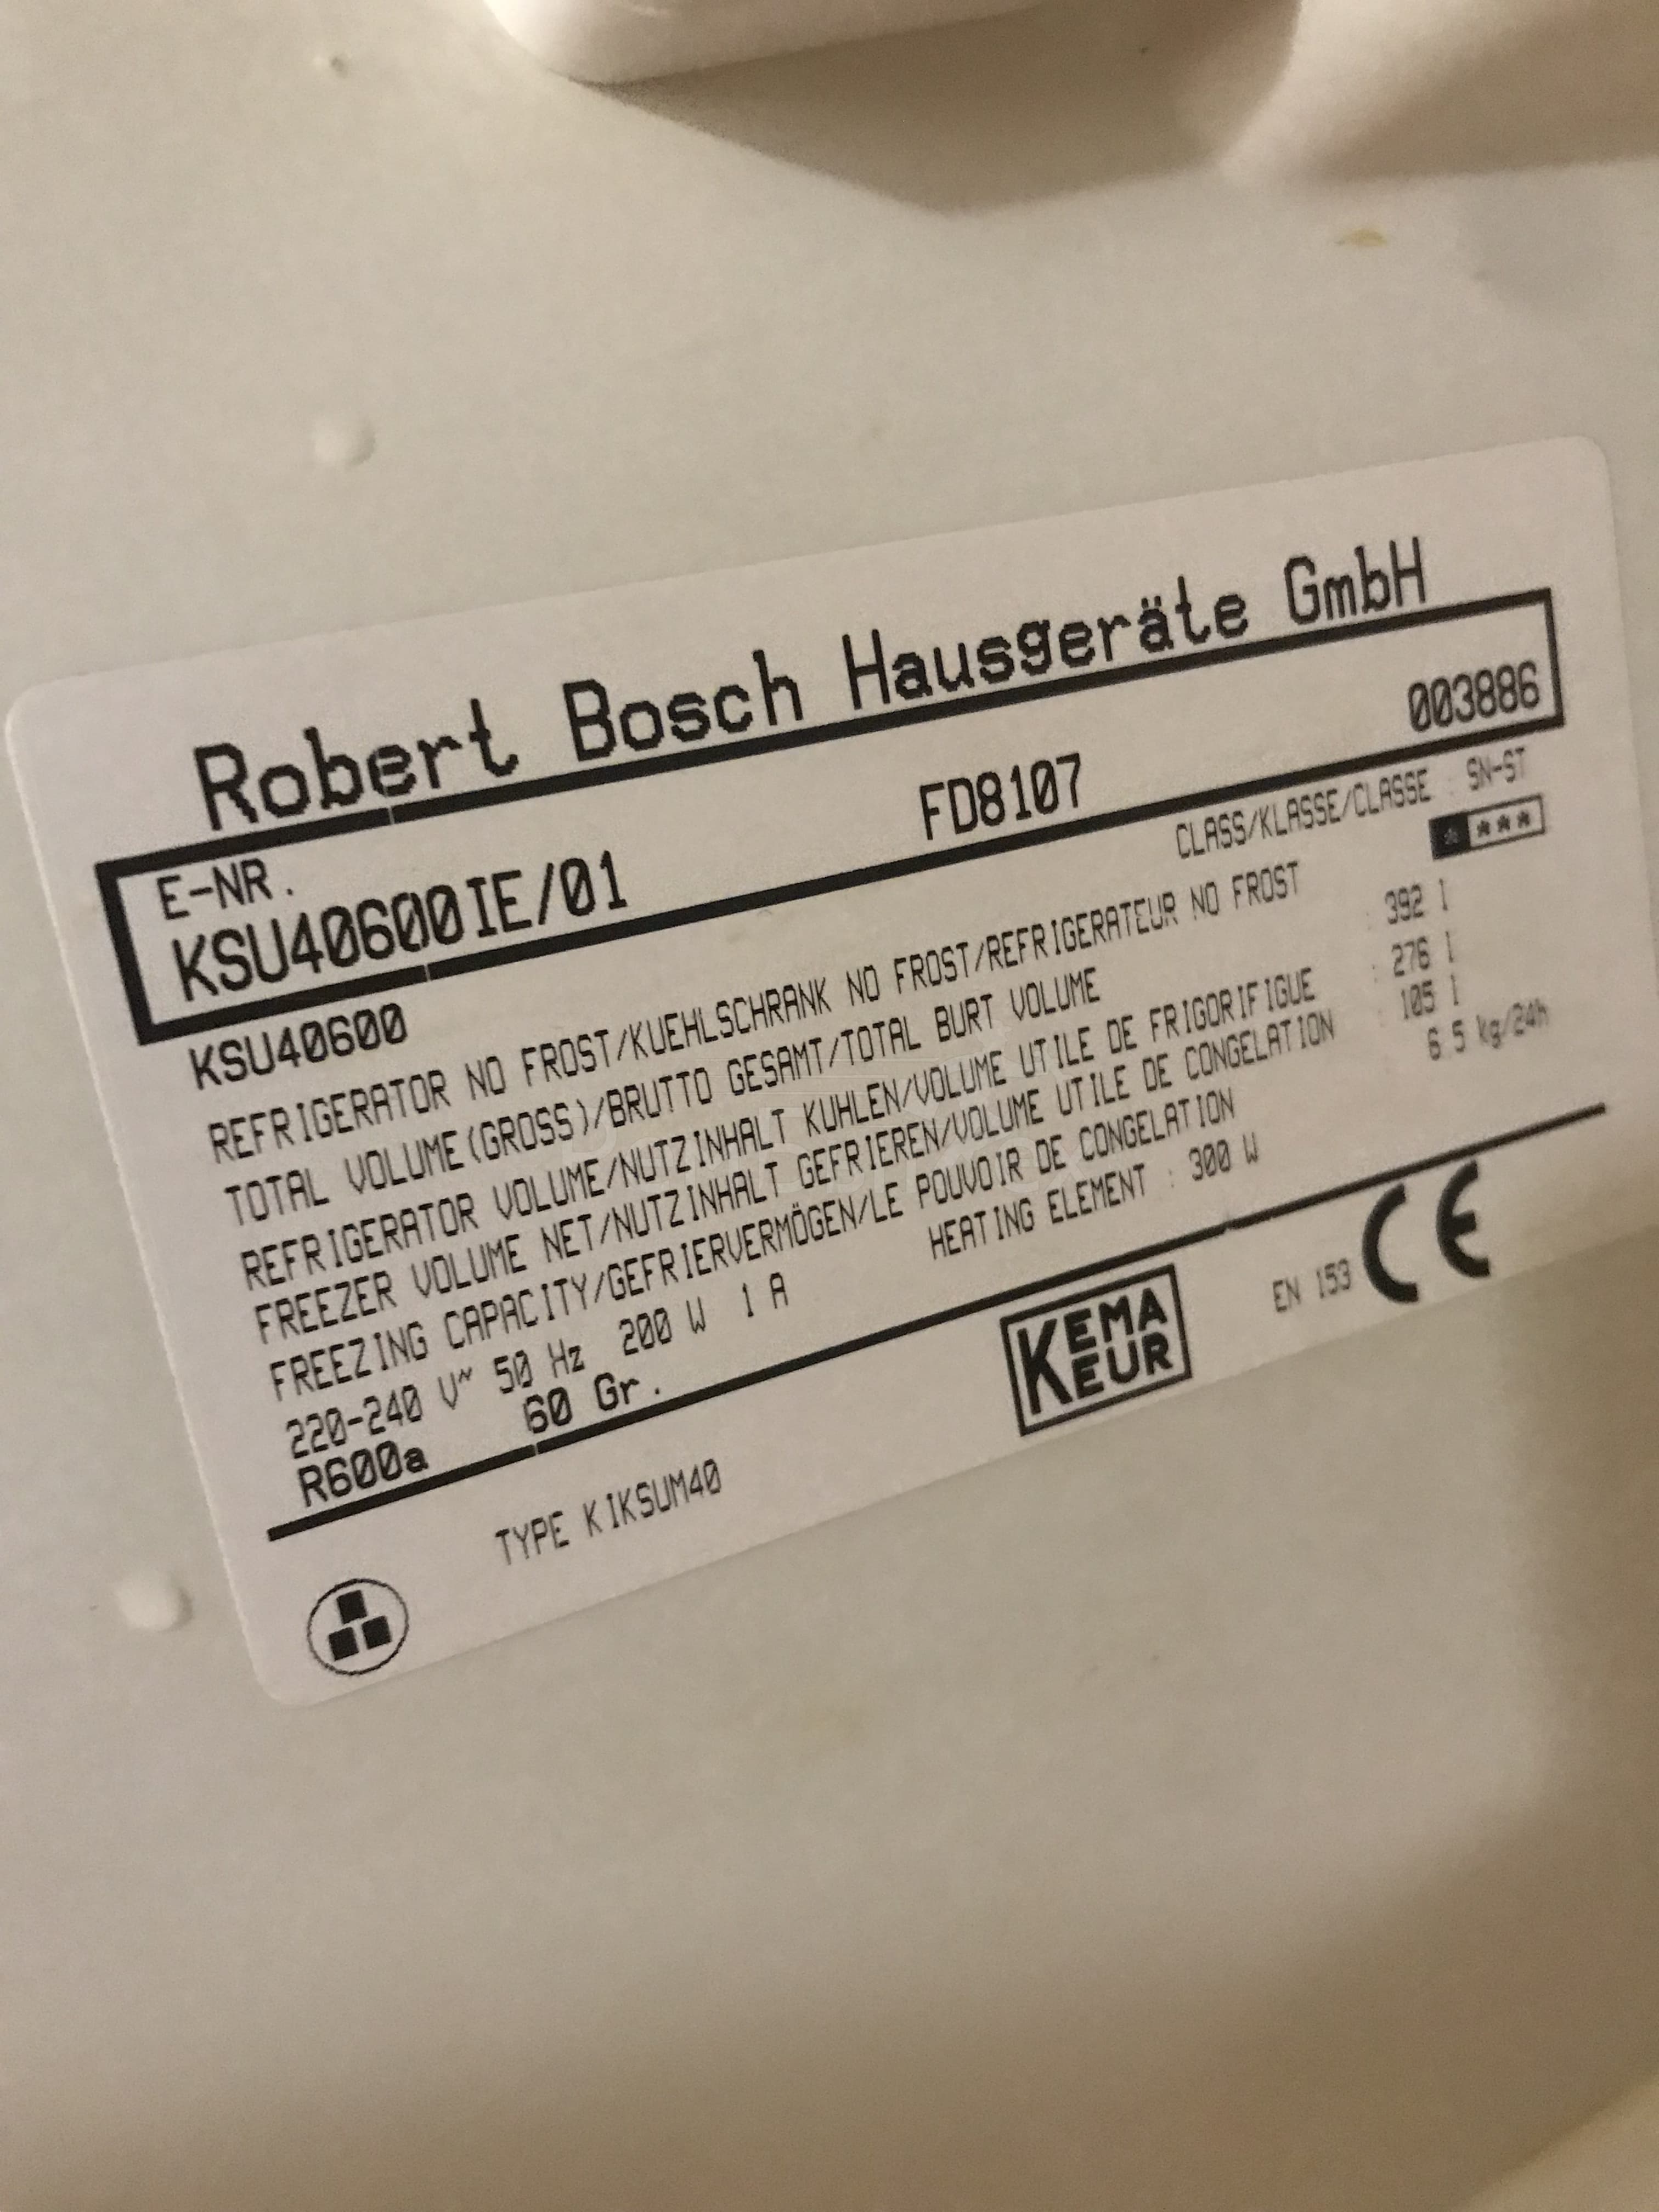 Robert Bosch Hausgeräte GmbH
E-NR.
KSU40600IE/01 FD8107 003886
KSU40600 CLASS/KLASSE/CLASSE : SN-ST
REFRIGERATOR NO FROST/KUEHLSCHRANK NO FROST/REFRIGERATEUR NO FROST * ***
TOTAL VOLUME(GROSS)/BRUTTO GESAMT/TOTAL BURT VOLUME : 392 l
REFRIGERATOR VOLUME/NUTZINHALT KUHLEN/VOLUME UTILE DE FRIGORIFIGUE : 276 l
FREEZER VOLUME NET/NUTZINHALT GEFRIEREN/VOLUME UTILE DE CONGELATION : 105 l
FREEZING CAPACITY/GEFRIERVERMÖGEN/LE POUVOIR DE CONGELATION : 6.5 kg/24h
220-240 V~ 50 Hz 200 W 1 A HEATING ELEMENT : 300 W
R600a 60 Gr.
TYPE KIKSUM40
KEMA
EUR
EN 153 CE